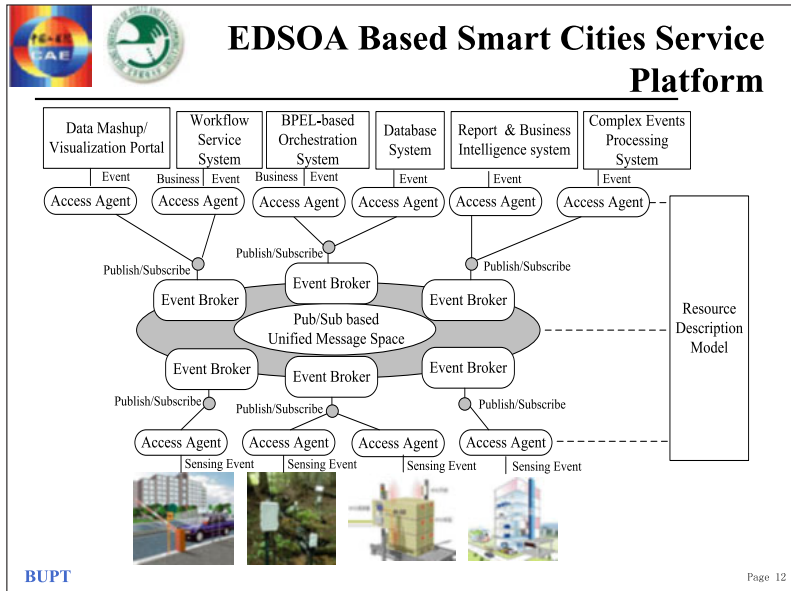 EDSOA Based Smart Cities Service
Platform
CAE
Data Mashup/
Visualization Portal
Workflow
Service
System
BPEL-based
Orchestration
System
Database
System
Report & Business
Intelligence system
Complex Events
Processing
System
Event
Business Event
Business Event
Event
Event
Event
Access Agent
Access Agent
Access Agent
Access Agent
Access Agent
Access Agent
Publish/Subscribe
Publish/Subscribe
Publish/Subscribe
Event Broker
Event Broker
Event Broker
Pub/Sub based
Unified Message Space
Resource
Description
Model
Event Broker
Event Broker
Event Broker
Publish/Subscribe
Publish/Subscribe
Publish/Subscribe
Access Agent
Access Agent
Access Agent
Access Agent
Sensing Event
Sensing Event
Sensing Event
Sensing Event
BUPT
Page 12